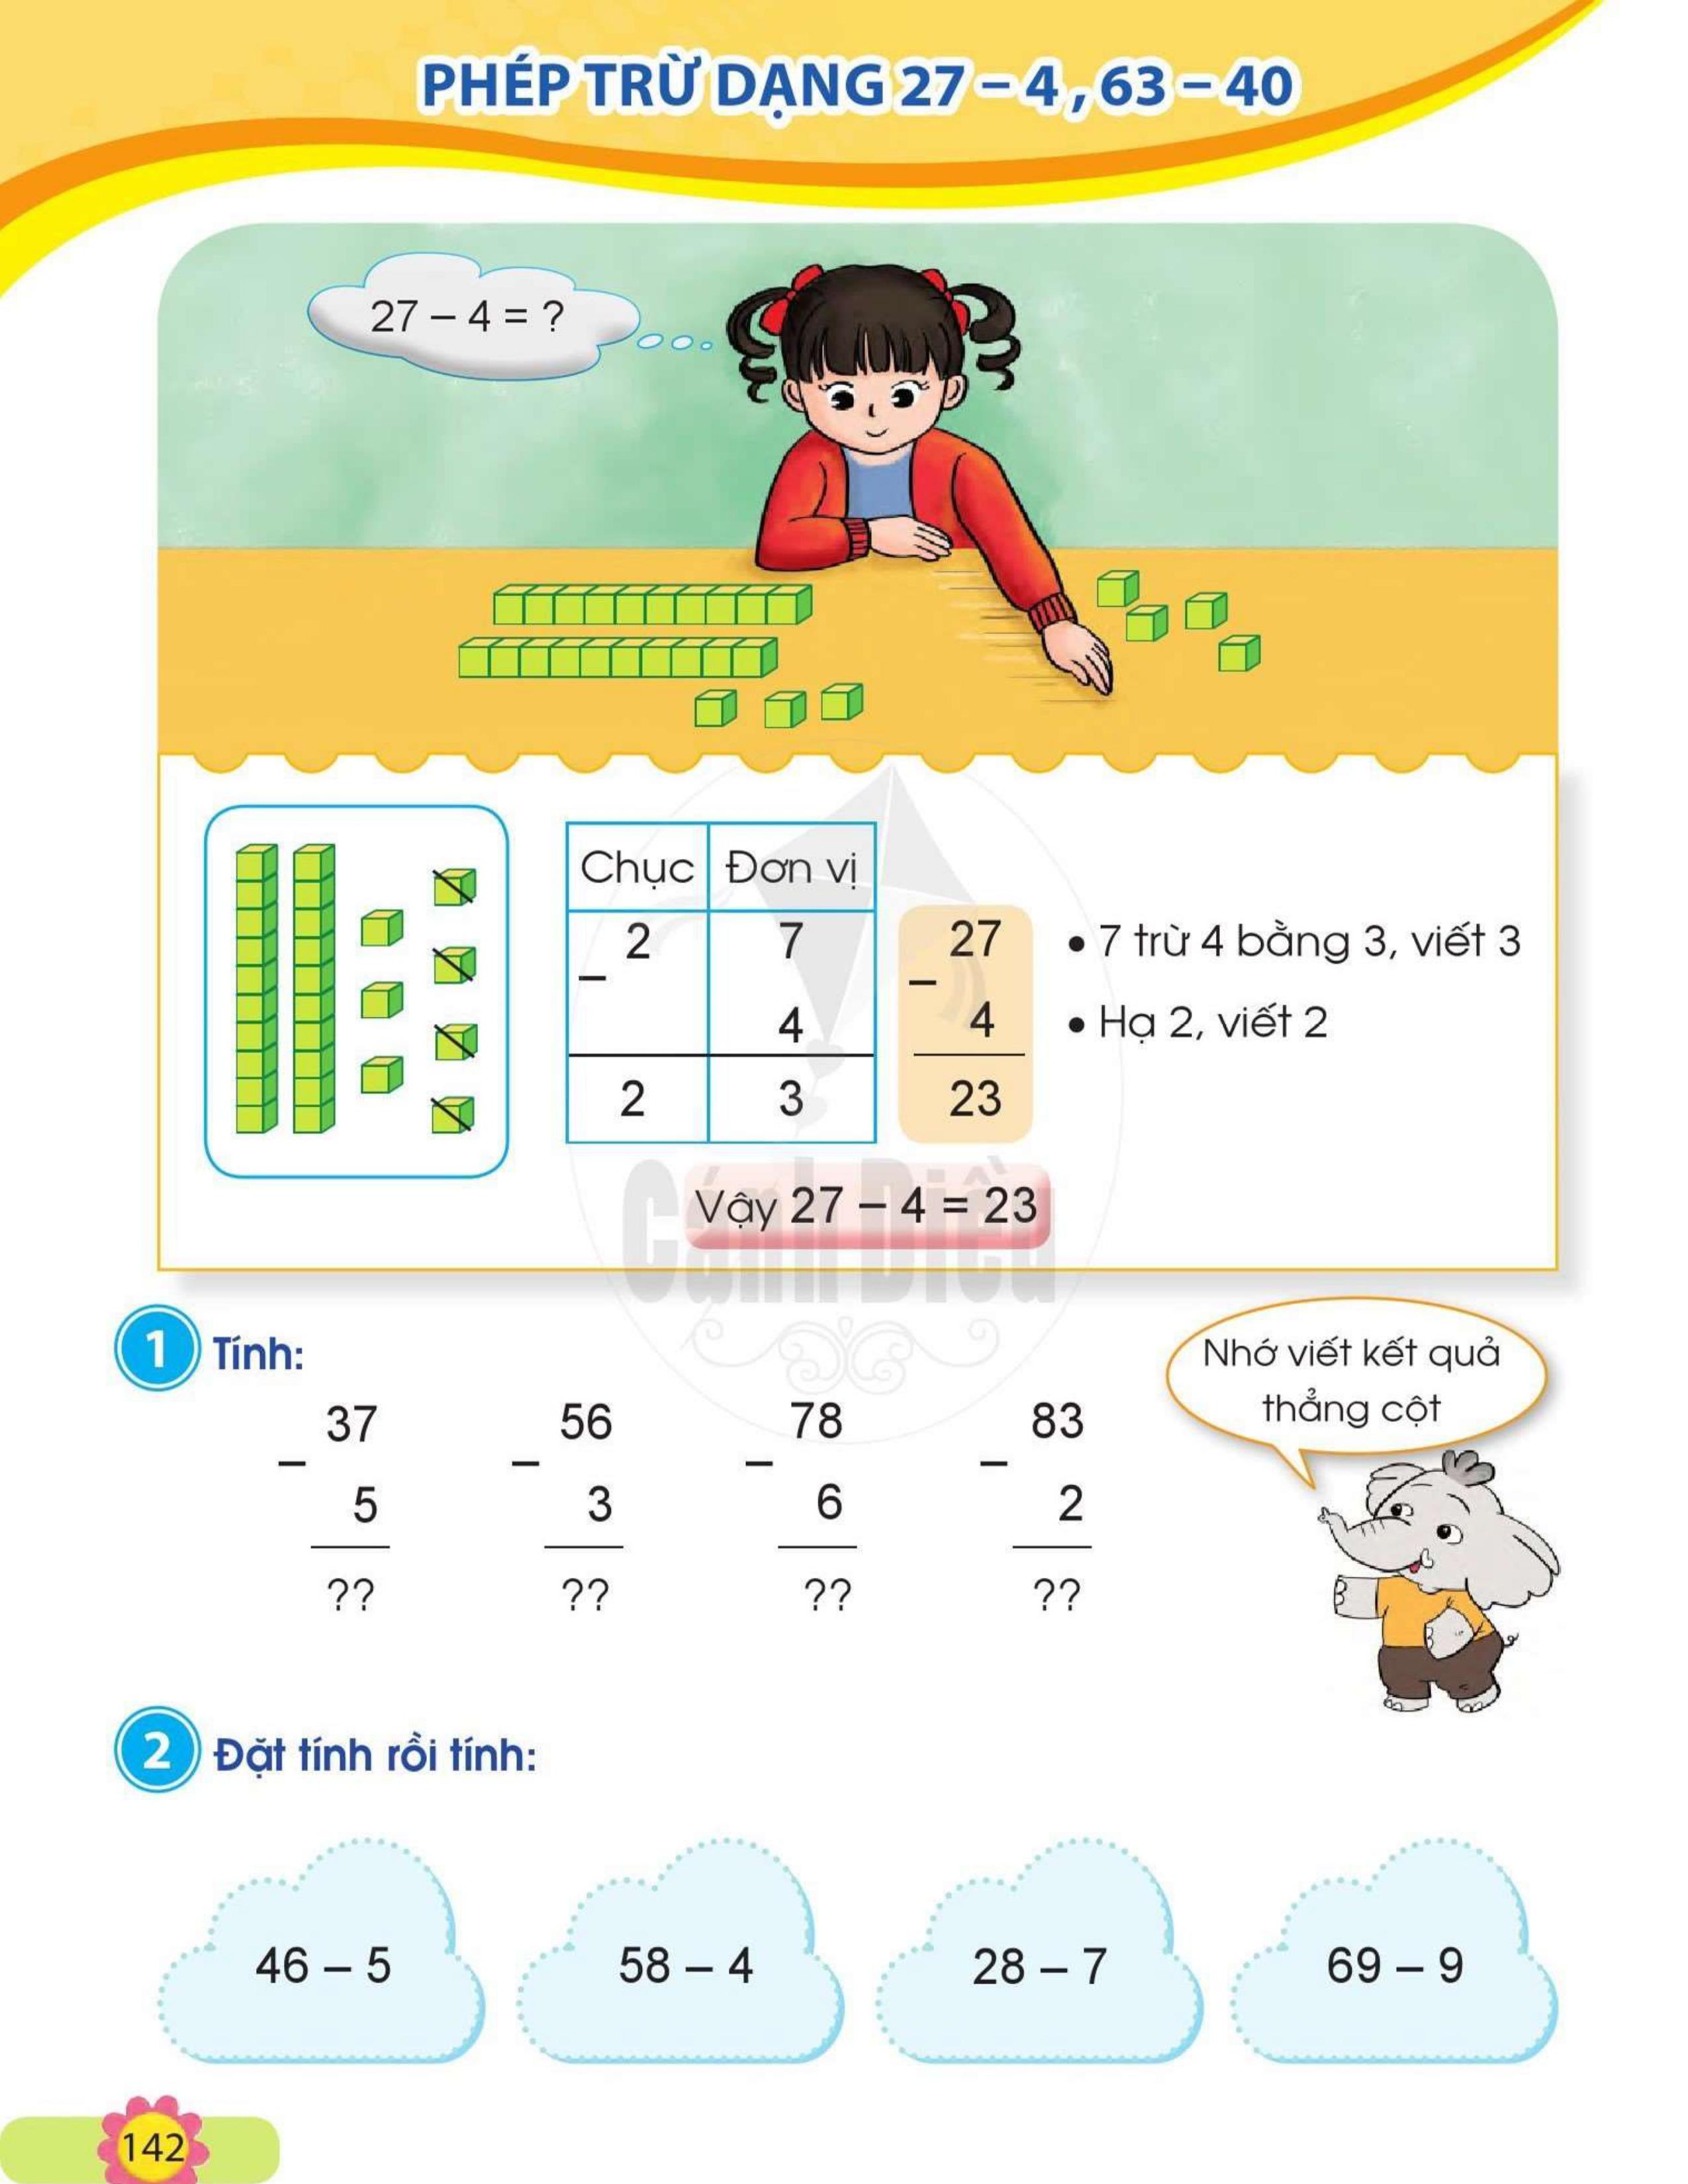 PHÉP TRỪ DẠNG 27 – 4 , 63 – 40
27 – 4 = ?
Chục Đơn vị
2 7
–
4
2 3
27
–
4
23
• 7 trừ 4 bằng 3, viết 3
• Hạ 2, viết 2
Vậy 27 – 4 = 23
Cánh Diều
1 Tính:
Nhớ viết kết quả
thẳng cột
37 56 78 83
– – – –
5 3 6 2
?? ?? ?? ??
2 Đặt tính rồi tính:
46 – 5 58 – 4 28 – 7 69 – 9
142